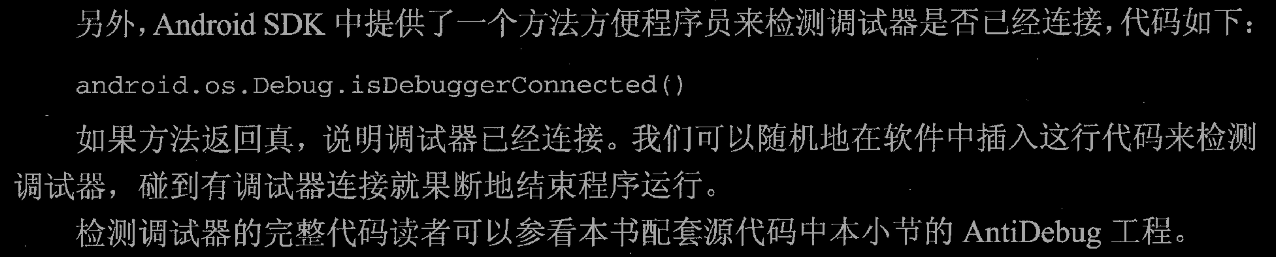 另外，Android SDK 中提供了一个方法方便程序员来检测调试器是否已经连接，代码如下：
android.os.Debug.isDebuggerConnected()
如果方法返回真，说明调试器已经连接。我们可以随机地在软件中插入这行代码来检测
调试器，碰到有调试器连接就果断地结束程序运行。
检测调试器的完整代码读者可以参看本书配套源代码中本小节的 AntiDebug 工程。